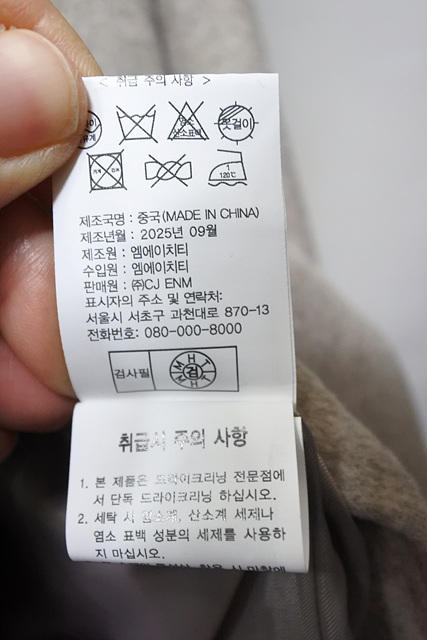 < 취급 주의 사항 >
염소
산소표백
옷걸이
120℃
제조국명 : 중국(MADE IN CHINA)
제조년월 : 2025년 09월
제조원 : 엠에이치티
수입원 : 엠에이치티
판매원 : ㈜CJ ENM
표시자의 주소 및 연락처:
서울시 서초구 과천대로 870-13
전화번호: 080-000-8000
검사필
검
취급시 주의 사항
1. 본 제품은 드라이크리닝 전문점에
서 단독 드라이크리닝 하십시오.
2. 세탁 시 산소계 세제나
염소 표백 성분의 세제를 사용하
지 마십시오.